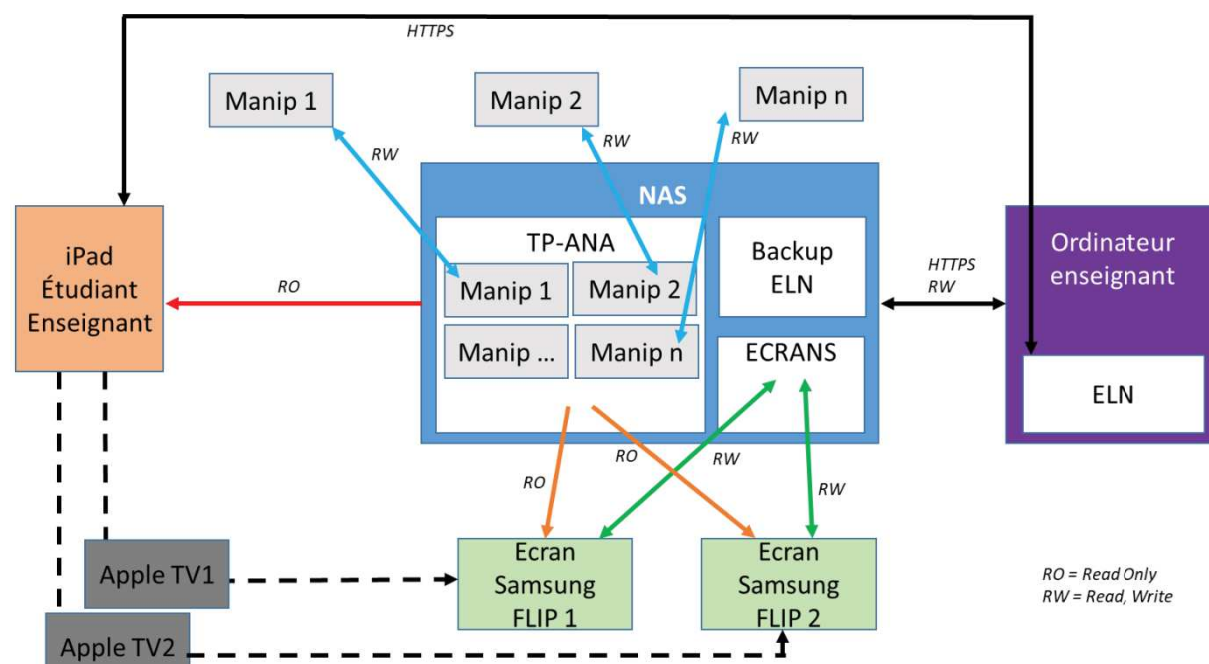 HTTPS
Manip 1
Manip 2
Manip n
RW
RW
RW
NAS
iPad
Étudiant
Enseignant
RO
TP-ANA
Manip 1
Manip 2
Manip ...
Manip n
Backup
ELN
ECRANS
HTTPS
RW
Ordinateur
enseignant
ELN
RO
RO
RW
RW
Apple TV1
Apple TV2
Ecran
Samsung
FLIP 1
Ecran
Samsung
FLIP 2
RO = Read Only
RW = Read, Write